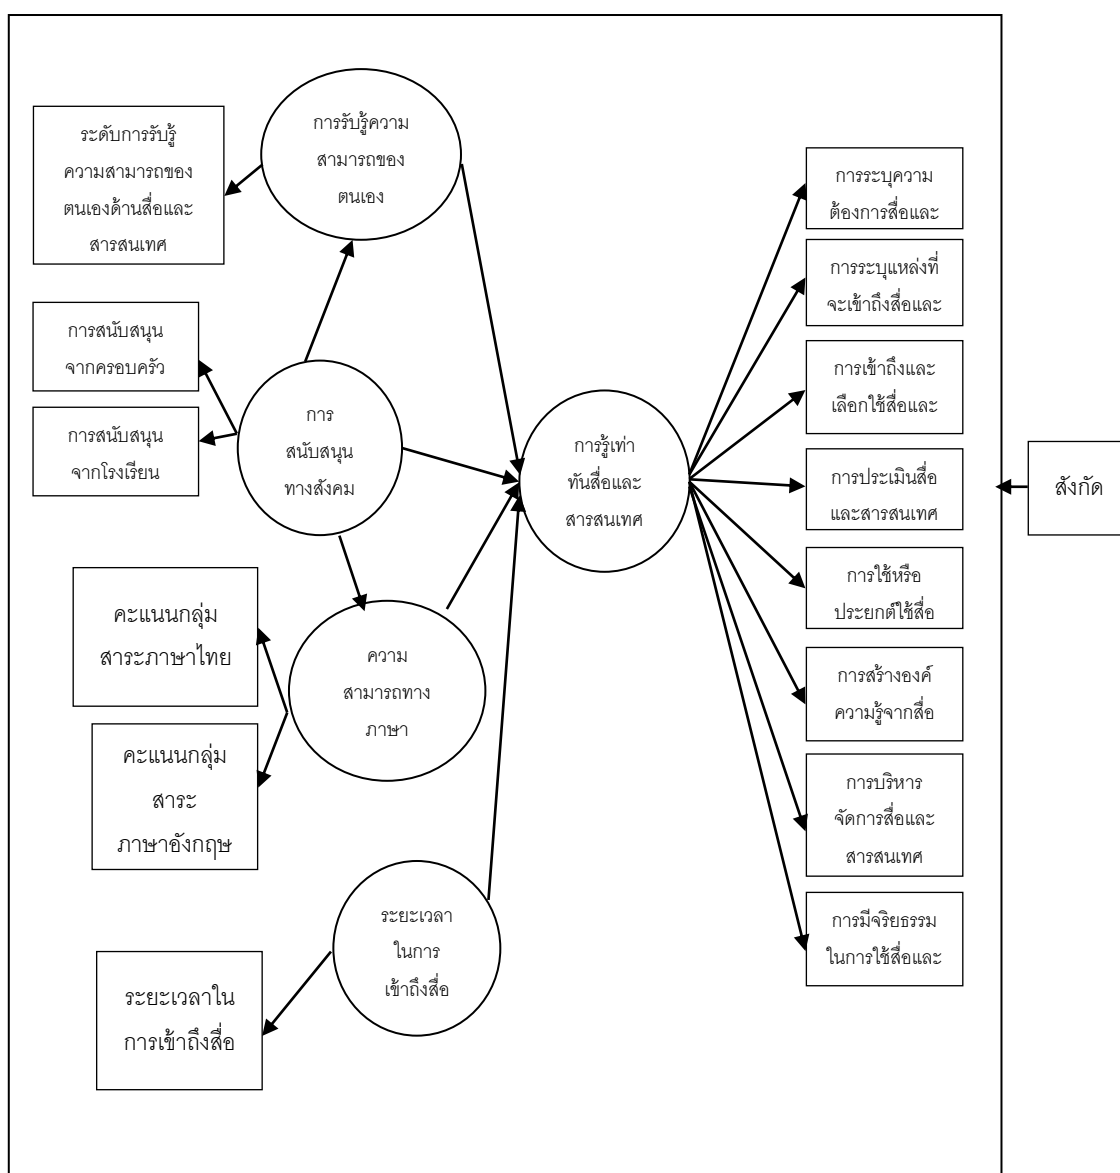 การรับรู้ความ
สามารถของ
ตนเอง
ระดับการรับรู้
ความสามารถของ
ตนเองด้านสื่อและ
สารสนเทศ
การสนับสนุน
จากครอบครัว
การสนับสนุน
จากโรงเรียน
การ
สนับสนุน
ทางสังคม
คะแนนกลุ่ม
สาระภาษาไทย
คะแนนกลุ่ม
สาระ
ภาษาอังกฤษ
ความ
สามารถทาง
ภาษา
ระยะเวลา
ในการ
เข้าถึงสื่อ
ระยะเวลาใน
การเข้าถึงสื่อ
การรู้เท่า
ทันสื่อและ
สารสนเทศ
การระบุความ
ต้องการสื่อและ
การระบุแหล่งที่
จะเข้าถึงสื่อและ
การเข้าถึงและ
เลือกใช้สื่อและ
การประเมินสื่อ
และสารสนเทศ
การใช้หรือ
ประยุกต์ใช้สื่อ
การสร้างองค์
ความรู้จากสื่อ
การบริหาร
จัดการสื่อและ
สารสนเทศ
การมีจริยธรรม
ในการใช้สื่อและ
สังกัด